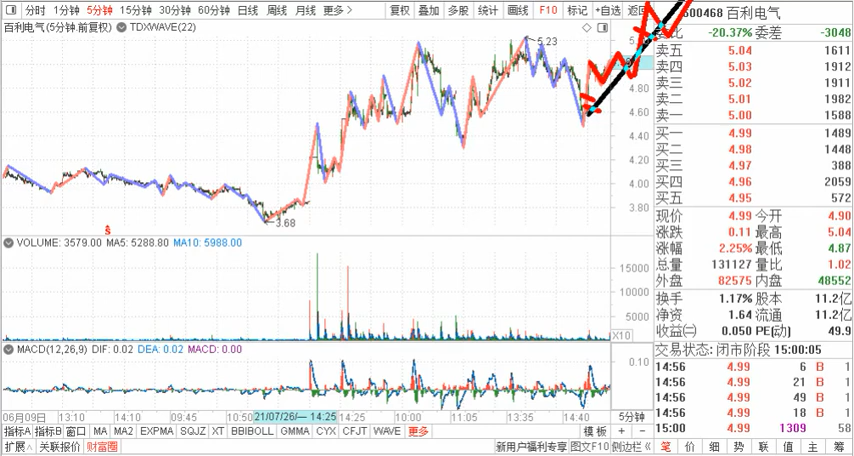 分时 1分钟 5分钟 15分钟 30分钟 60分钟 日线 周线 月线 更多 > 复权 叠加 多股 统计 画线 F10 标记 +自选 返回 600468 百利电气
百利电气(5分钟.前复权) TDXWAVE(22)
5.23
4.80
4.60
4.40
4.20
4.00
3.80
←3.68
委比 -20.37% 委差 -3048
卖五 5.04 1611
卖四 5.03 1912
卖三 5.02 1911
卖二 5.01 1982
卖一 5.00 1588
买一 4.99 1489
买二 4.98 1448
买三 4.97 388
买四 4.96 2059
买五 4.95 572
现价 4.99 今开 4.90
涨跌 0.11 最高 5.04
涨幅 2.25% 最低 4.87
总量 131127 量比 1.02
外盘 82575 内盘 48552
换手 1.17% 股本 11.2亿
净资 1.64 流通 11.2亿
收益㈡ 0.050 PE(动) 49.9
交易状态: 闭市阶段 15:00:05
14:56 4.99 6 B 1
14:56 4.99 21 B 1
14:56 4.99 49 B 1
14:56 4.99 18 B 1
15:00 4.99 1309 58
VOLUME: 3579.00 MA5: 5288.80 MA10: 5988.00
15000
10000
5000
X10
MACD(12,26,9) DIF: 0.02 DEA: 0.02 MACD: 0.00
0.10
06月09日 13:10 14:10 09:45 10:50 21/07/26/一 14:25 14:25 10:00 11:05 13:35 14:40 5分钟
指标A 指标B 窗口 MA MA2 EXPMA SQJZ XT BBIBOLL GMMA CYX CFJT WAVE 更多 模板 + −
扩展∧ 关联报价 财富圈 新用户福利专享 图文F10 侧边栏《 笔 价 细 势 联 值 主 筹